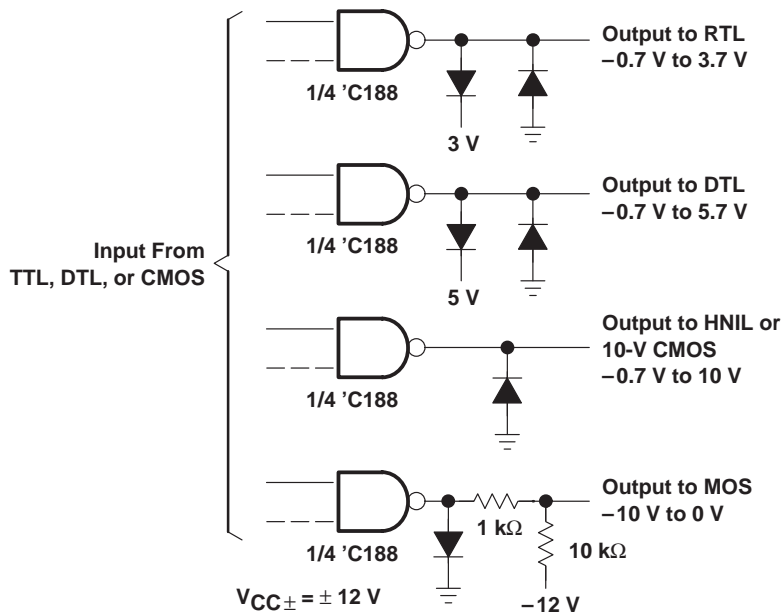 Output to RTL
–0.7 V to 3.7 V
1/4 ’C188
3 V
Output to DTL
–0.7 V to 5.7 V
1/4 ’C188
5 V
Input From
TTL, DTL, or CMOS
Output to HNIL or
10-V CMOS
–0.7 V to 10 V
1/4 ’C188
Output to MOS
–10 V to 0 V
1 kΩ
10 kΩ
1/4 ’C188
–12 V
VCC± = ± 12 V